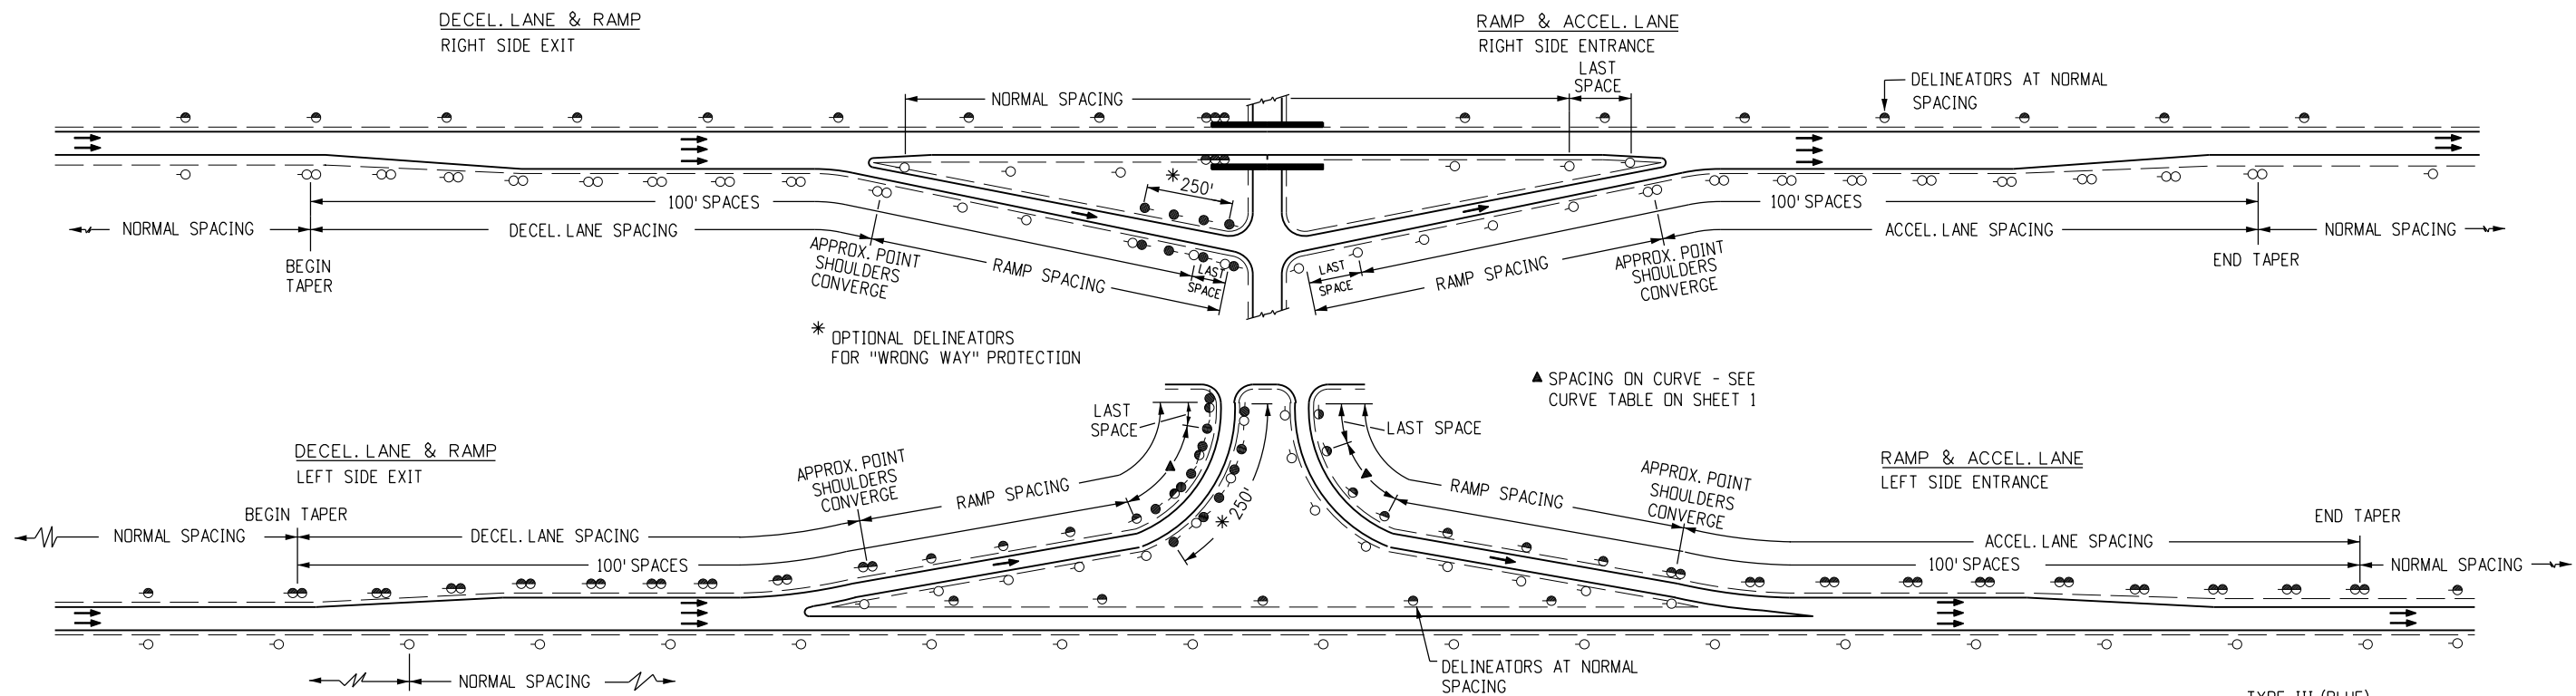 DECEL. LANE & RAMP
RIGHT SIDE EXIT
RAMP & ACCEL. LANE
RIGHT SIDE ENTRANCE
LAST
SPACE
NORMAL SPACING
DELINEATORS AT NORMAL
SPACING
* 250'
100' SPACES
100' SPACES
NORMAL SPACING
DECEL. LANE SPACING
ACCEL. LANE SPACING
NORMAL SPACING
BEGIN
TAPER
APPROX. POINT
SHOULDERS
CONVERGE
RAMP SPACING
LAST
SPACE
LAST
SPACE
RAMP SPACING
APPROX. POINT
SHOULDERS
CONVERGE
END TAPER
* OPTIONAL DELINEATORS
FOR "WRONG WAY" PROTECTION
▲ SPACING ON CURVE - SEE
CURVE TABLE ON SHEET 1
LAST
SPACE
LAST SPACE
DECEL. LANE & RAMP
LEFT SIDE EXIT
RAMP & ACCEL. LANE
LEFT SIDE ENTRANCE
APPROX. POINT
SHOULDERS
CONVERGE
RAMP SPACING
* 250'
RAMP SPACING
APPROX. POINT
SHOULDERS
CONVERGE
BEGIN TAPER
END TAPER
NORMAL SPACING
DECEL. LANE SPACING
ACCEL. LANE SPACING
100' SPACES
100' SPACES
NORMAL SPACING
DELINEATORS AT NORMAL
SPACING
NORMAL SPACING
TYPE III (BLUE)